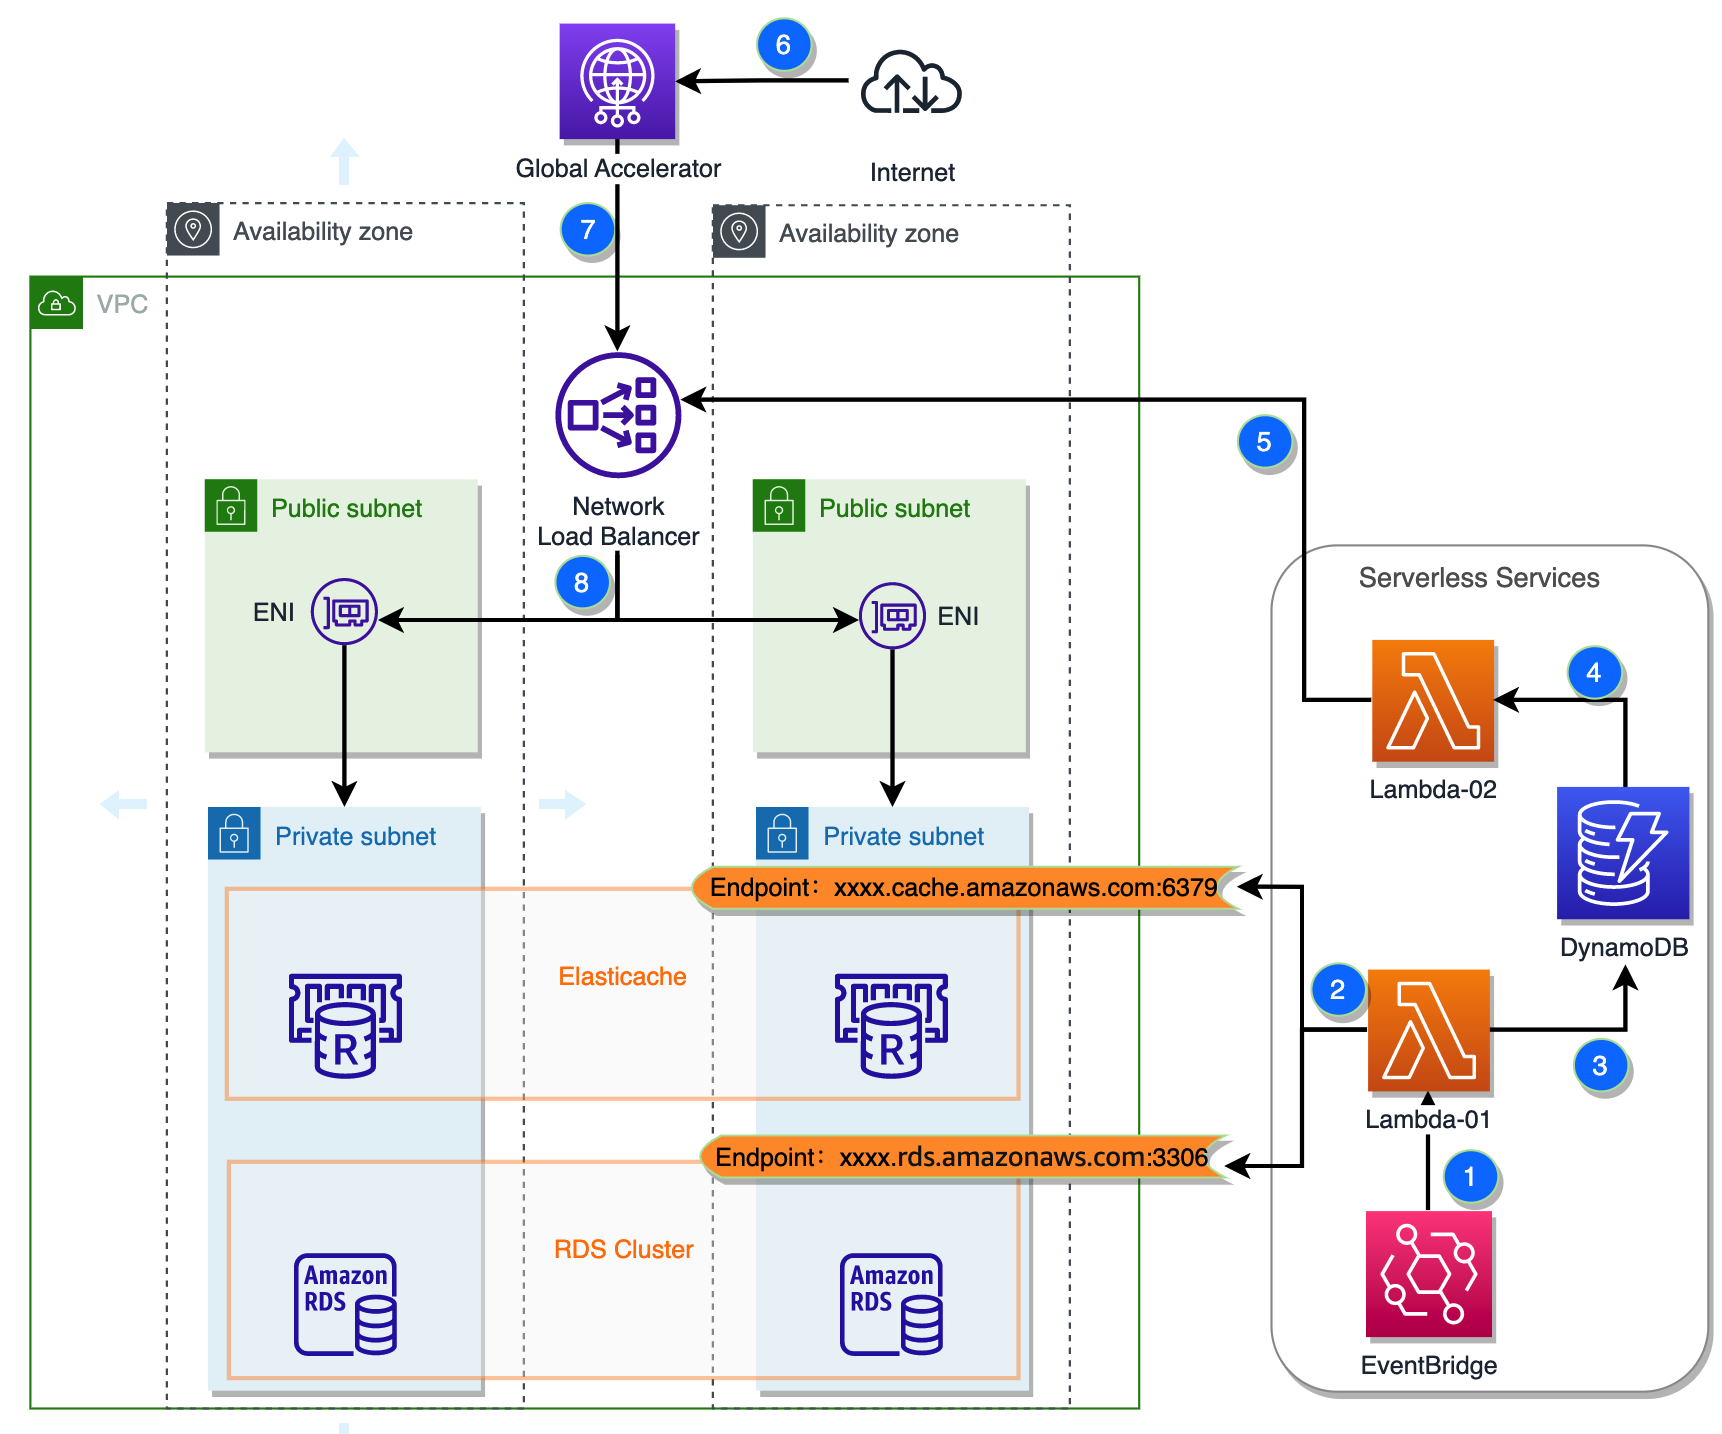 6
Global Accelerator
Internet
7
Availability zone
Availability zone
VPC
5
Network
Load Balancer
8
Public subnet
Public subnet
ENI
ENI
Serverless Services
4
Lambda-02
Private subnet
Private subnet
Endpoint：xxxx.cache.amazonaws.com:6379
DynamoDB
Elasticache
2
R
R
3
Lambda-01
Endpoint：xxxx.rds.amazonaws.com:3306
1
RDS Cluster
Amazon
RDS
Amazon
RDS
EventBridge